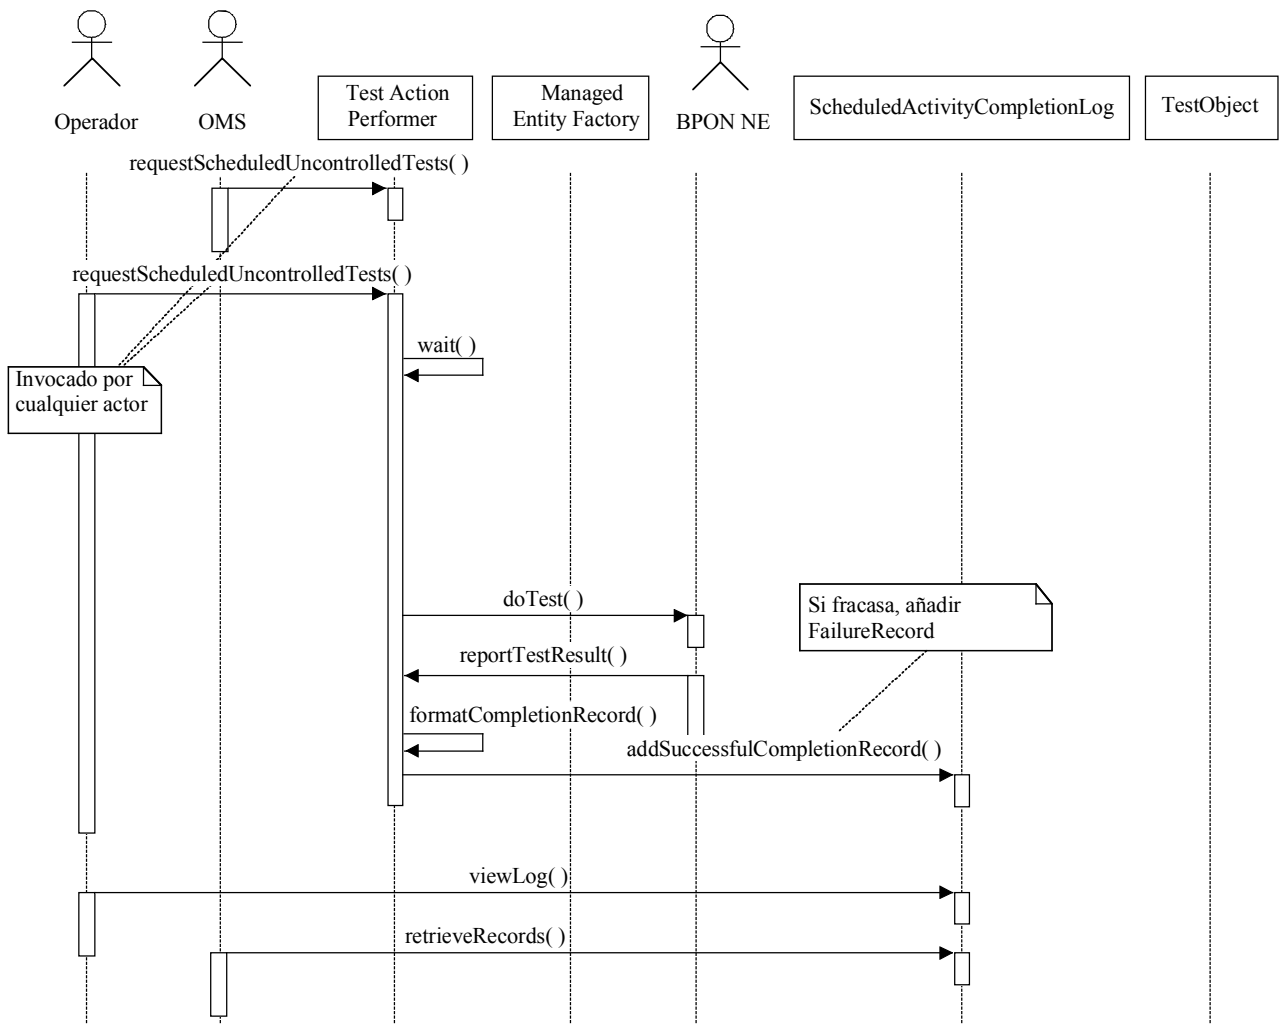 Operador
OMS
Test Action
Performer
Managed
Entity Factory
BPON NE
ScheduledActivityCompletionLog
TestObject
requestScheduledUncontrolledTests( )
requestScheduledUncontrolledTests( )
wait( )
Invocado por
cualquier actor
doTest( )
Si fracasa, añadir
FailureRecord
reportTestResult( )
formatCompletionRecord( )
addSuccessfulCompletionRecord( )
viewLog( )
retrieveRecords( )